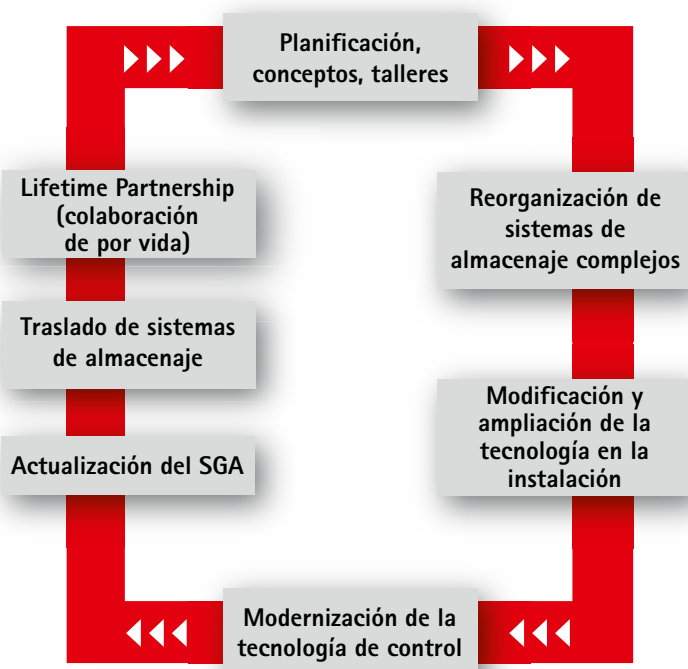 Planificación,
conceptos, talleres
Lifetime Partnership
(colaboración
de por vida)
Reorganización de
sistemas de
almacenaje complejos
Traslado de sistemas
de almacenaje
Modificación y
ampliación de la
tecnología en la
instalación
Actualización del SGA
Modernización de la
tecnología de control